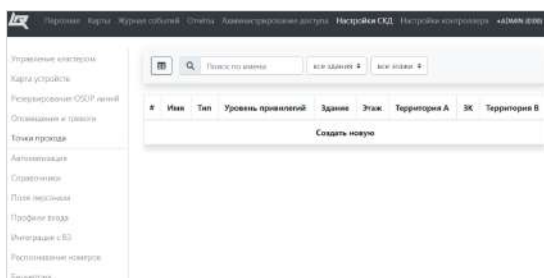 Персонал Карты Журнал событий Отчёты Администрирование доступа Настройки СКД Настройки контроллера
Управление кластером
Карта устройств
Резервирование OSDP линий
Оповещения и тревоги
Точки прохода
Автоматизация
Справочники
Поля персонала
Профили входа
Интеграция с ВЗ
Распознавание номеров
Поиск по имени все здания все этажи
# Имя Тип Уровень привилегий Здание Этаж Территория A ЗК Территория B
Создать новую